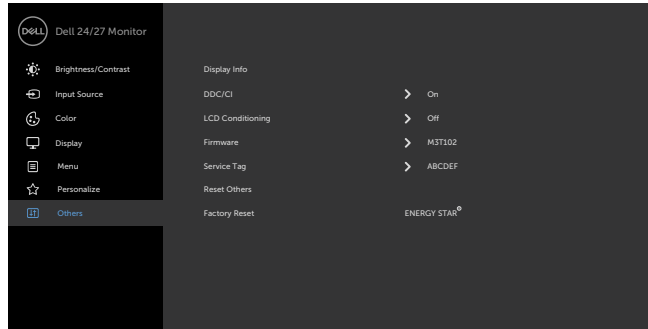 DELL Dell 24/27 Monitor
Brightness/Contrast
Input Source
Color
Display
Menu
Personalize
Others
Display Info
DDC/CI On
LCD Conditioning Off
Firmware M3T102
Service Tag ABCDEF
Reset Others
Factory Reset ENERGY STAR®